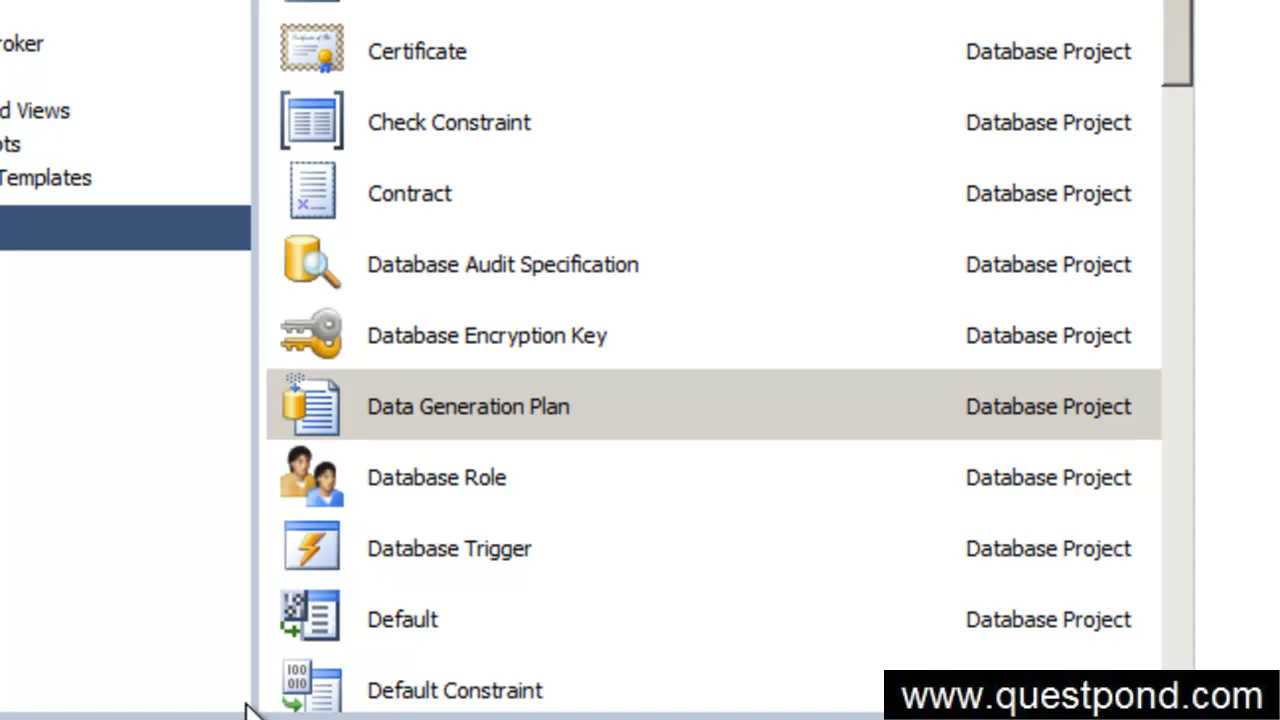 roker
d Views
ots
Templates
Certificate Database Project
Check Constraint Database Project
Contract Database Project
Database Audit Specification Database Project
Database Encryption Key Database Project
Data Generation Plan Database Project
Database Role Database Project
Database Trigger Database Project
Default Database Project
Default Constraint
www.questpond.com